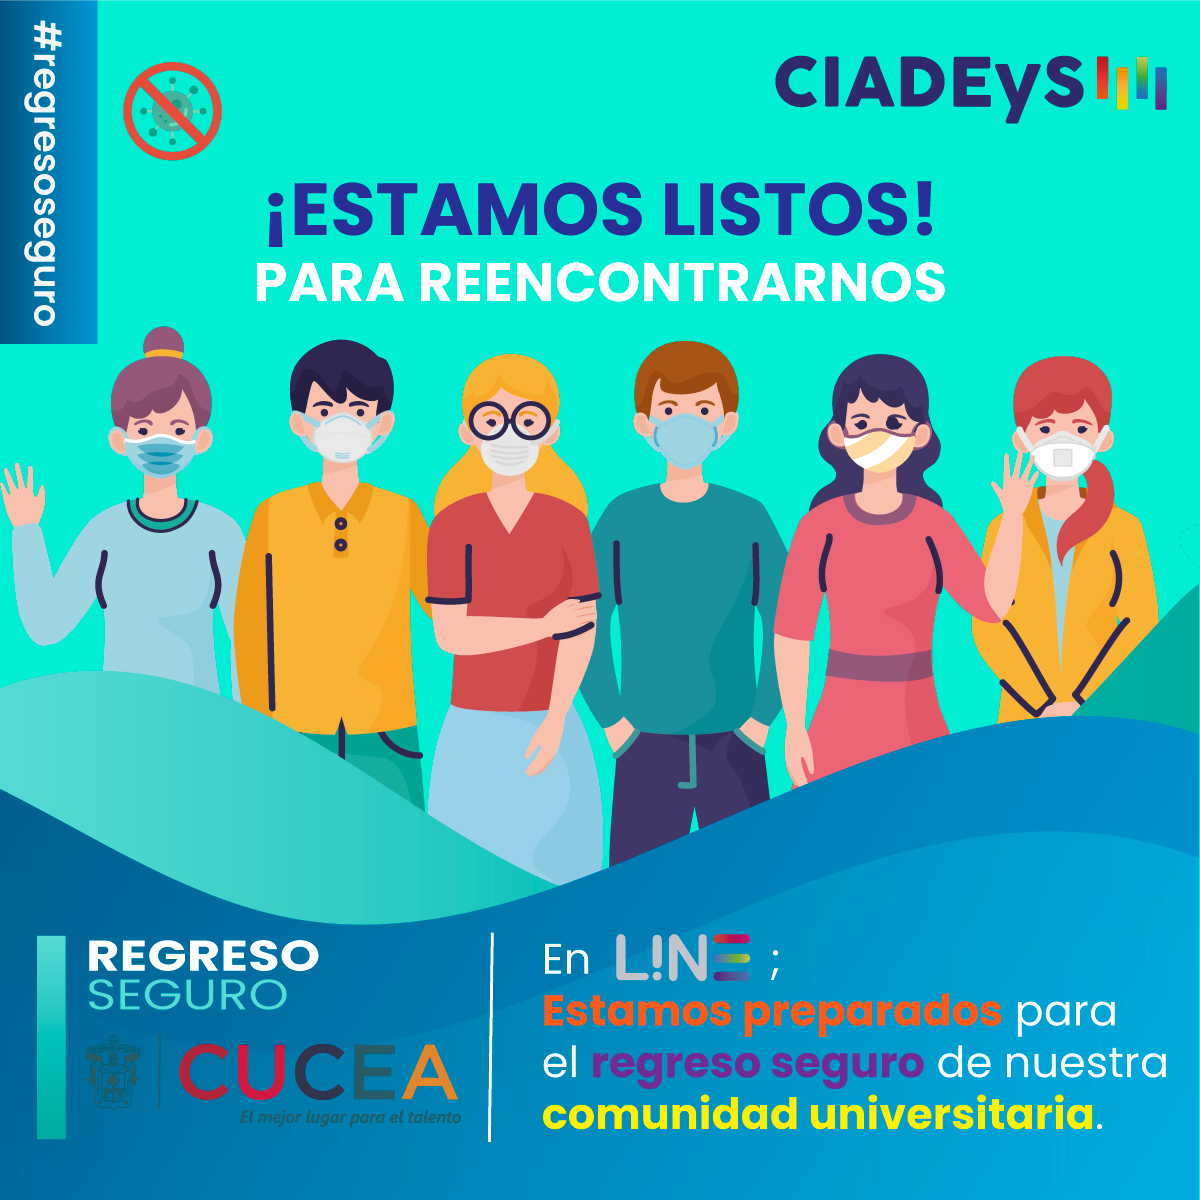 #regresoseguro
CIADEyS
¡ESTAMOS LISTOS!
PARA REENCONTRARNOS
REGRESO
SEGURO
CUCEA
El mejor lugar para el talento
En L!NE ;
Estamos preparados para
el regreso seguro de nuestra
comunidad universitaria.